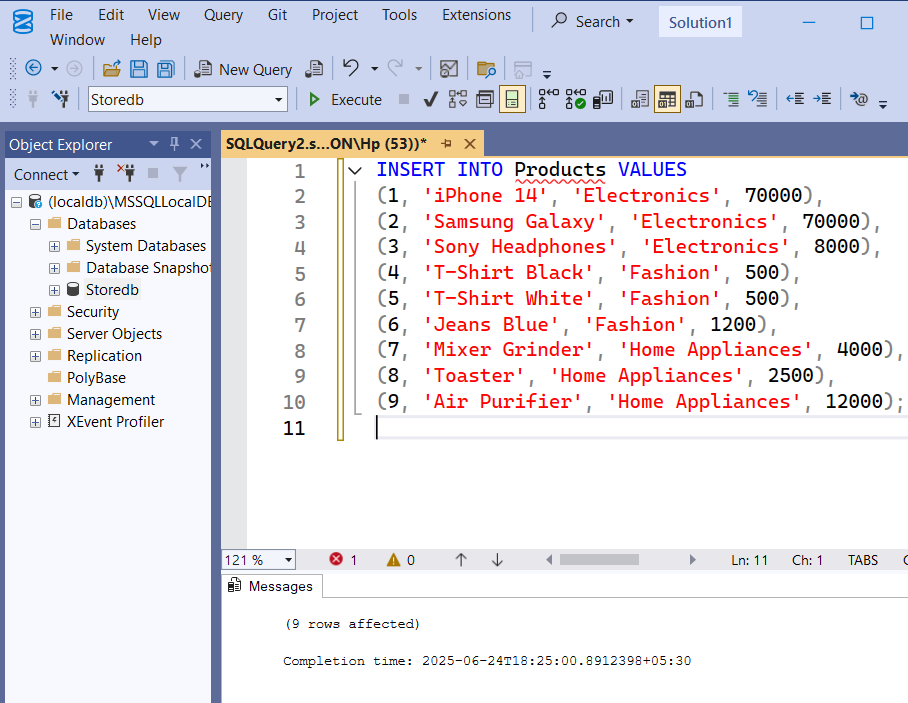 File Edit View Query Git Project Tools Extensions Search Solution1
Window Help
New Query
Storedb Execute
Object Explorer
Connect
(localdb)\MSSQLLocalDB
Databases
System Databases
Database Snapshot
Storedb
Security
Server Objects
Replication
PolyBase
Management
XEvent Profiler
SQLQuery2.s...ON\Hp (53))*
1 INSERT INTO Products VALUES
2 (1, 'iPhone 14', 'Electronics', 70000),
3 (2, 'Samsung Galaxy', 'Electronics', 70000),
4 (3, 'Sony Headphones', 'Electronics', 8000),
5 (4, 'T-Shirt Black', 'Fashion', 500),
6 (5, 'T-Shirt White', 'Fashion', 500),
7 (6, 'Jeans Blue', 'Fashion', 1200),
8 (7, 'Mixer Grinder', 'Home Appliances', 4000),
9 (8, 'Toaster', 'Home Appliances', 2500),
10 (9, 'Air Purifier', 'Home Appliances', 12000);
11
121 % 1 0 Ln: 11 Ch: 1 TABS
Messages
(9 rows affected)
Completion time: 2025-06-24T18:25:00.8912398+05:30